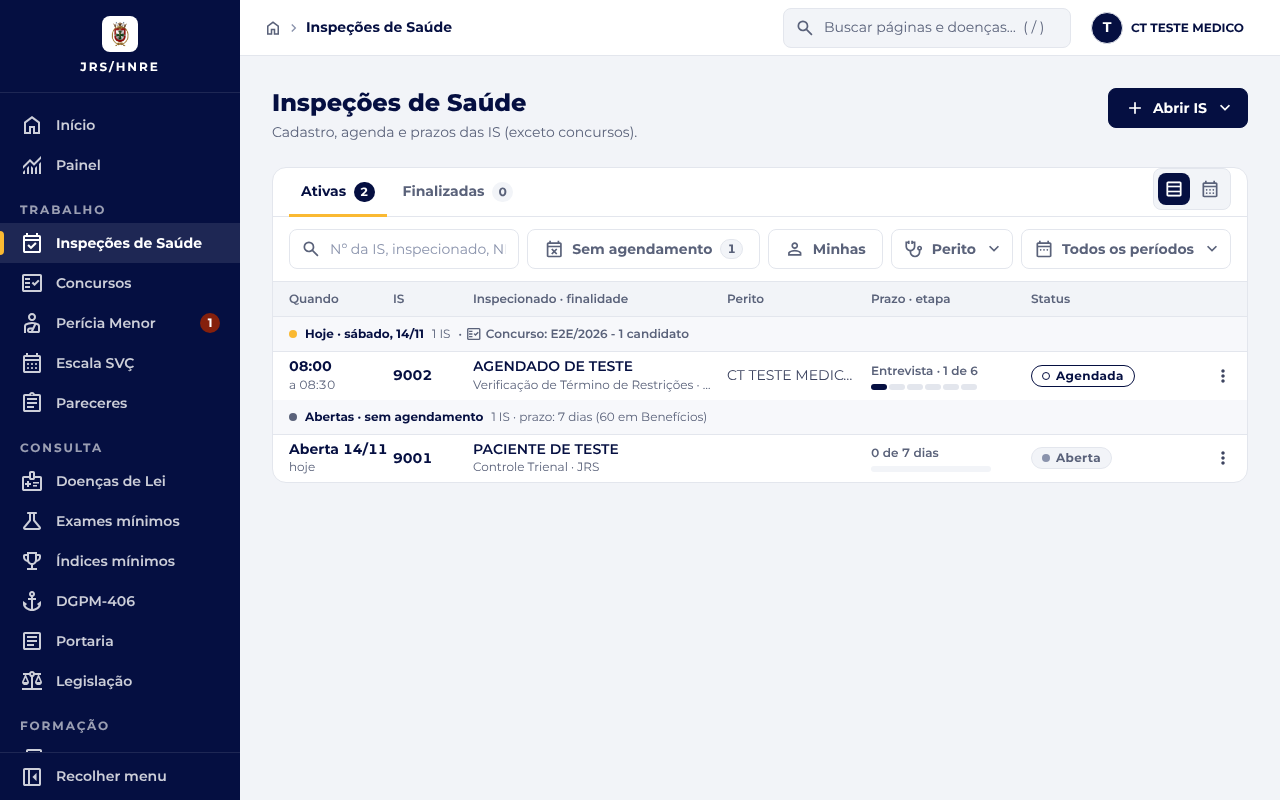 JRS/HNRE
Início
Painel
TRABALHO
Inspeções de Saúde
Concursos
Perícia Menor 1
Escala SVÇ
Pareceres
CONSULTA
Doenças de Lei
Exames mínimos
Índices mínimos
DGPM-406
Portaria
Legislação
FORMAÇÃO
Recolher menu
Inspeções de Saúde
Buscar páginas e doenças... ( / )
T CT TESTE MEDICO
Inspeções de Saúde
Cadastro, agenda e prazos das IS (exceto concursos).
Abrir IS
Ativas 2 Finalizadas 0
Nº da IS, inspecionado, NI
Sem agendamento 1
Minhas
Perito
Todos os períodos
Quando IS Inspecionado · finalidade Perito Prazo · etapa Status
Hoje · sábado, 14/11 1 IS · Concurso: E2E/2026 - 1 candidato
08:00
a 08:30
9002
AGENDADO DE TESTE
Verificação de Término de Restrições · ...
CT TESTE MEDIC...
Entrevista · 1 de 6
Agendada
Abertas · sem agendamento 1 IS · prazo: 7 dias (60 em Benefícios)
Aberta 14/11
hoje
9001
PACIENTE DE TESTE
Controle Trienal · JRS
0 de 7 dias
Aberta